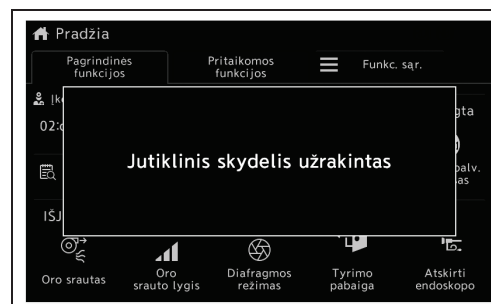 Pradžia
Pagrindinės
funkcijos
Pritaikomos
funkcijos
Funkc. sąr.
Jutiklinis skydelis užrakintas
Oro srautas
Oro
srauto lygis
Diafragmos
režimas
Tyrimo
pabaiga
Atskirti
endoskopo